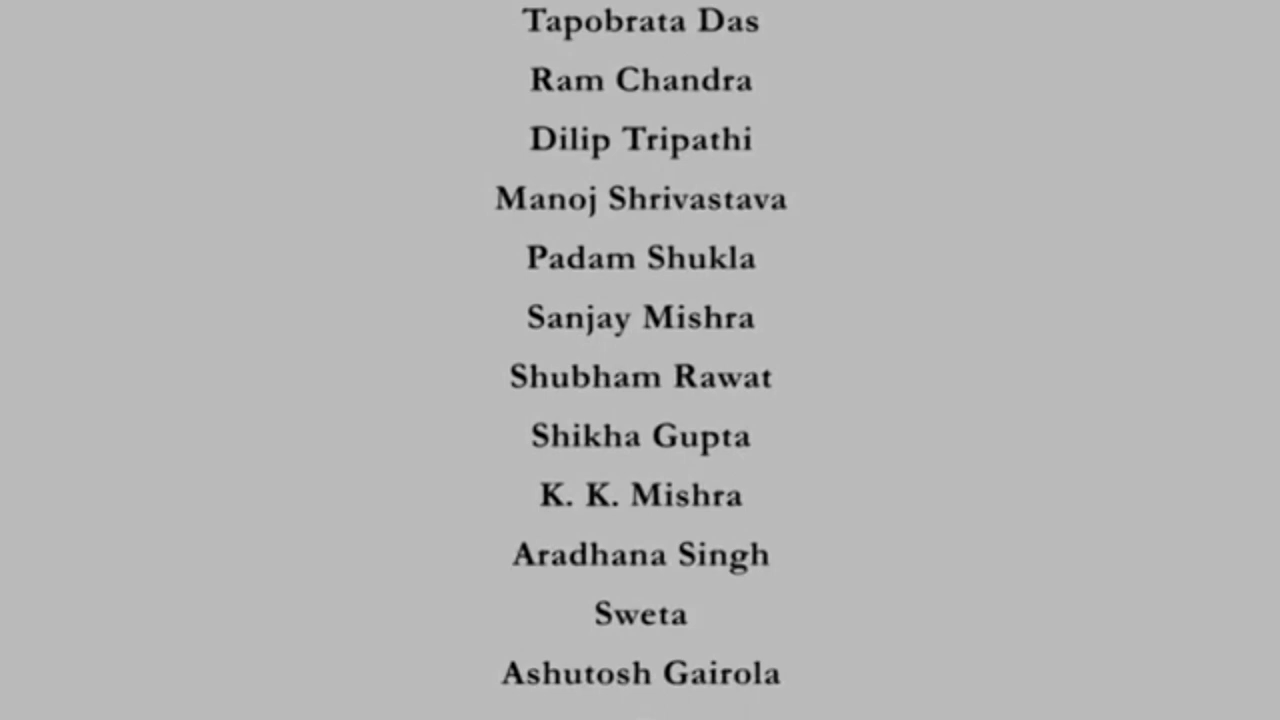 Tapobrata Das
Ram Chandra
Dilip Tripathi
Manoj Shrivastava
Padam Shukla
Sanjay Mishra
Shubham Rawat
Shikha Gupta
K. K. Mishra
Aradhana Singh
Sweta
Ashutosh Gairola